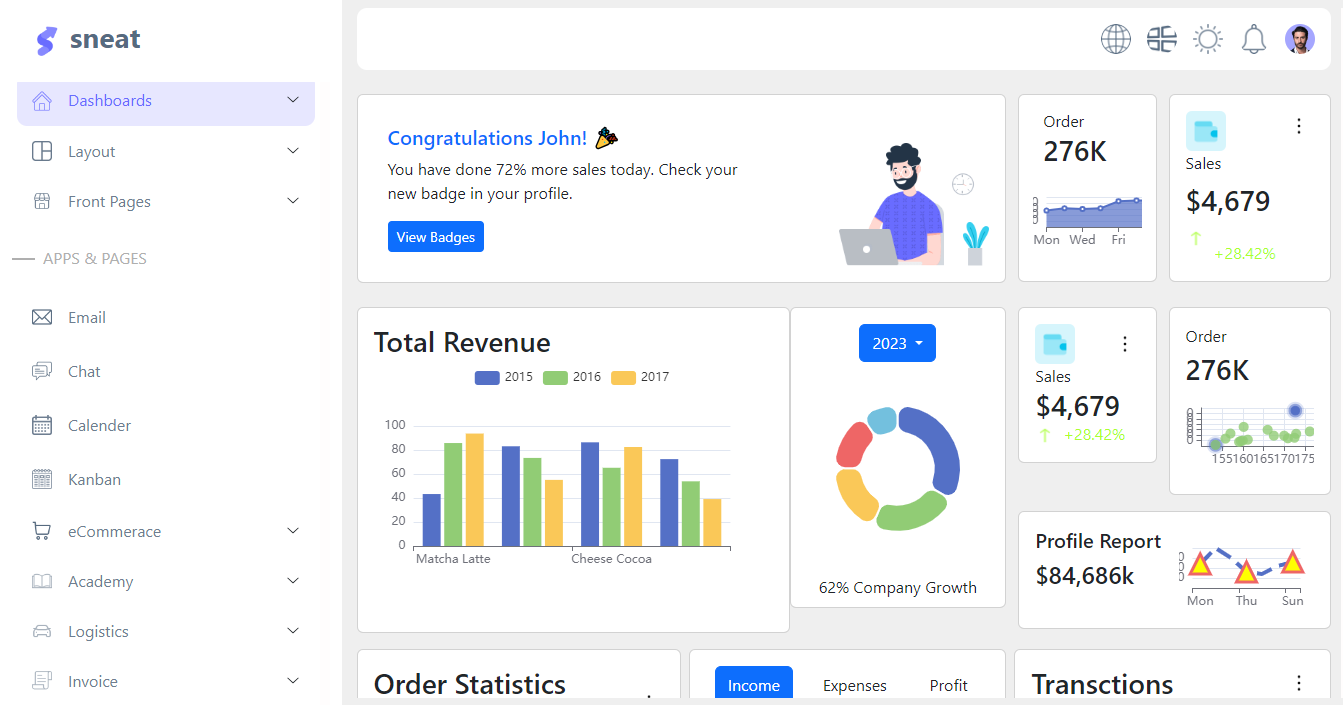 sneat
Dashboards
Layout
Front Pages
APPS & PAGES
Email
Chat
Calender
Kanban
eCommerace
Academy
Logistics
Invoice
Congratulations John!
You have done 72% more sales today. Check your
new badge in your profile.
View Badges
Order
276K
Mon Wed Fri
Sales
$4,679
+28.42%
Total Revenue
2015 2016 2017
100
80
60
40
20
0
Matcha Latte Cheese Cocoa
2023
62% Company Growth
Sales
$4,679
+28.42%
Order
276K
155160165170175
Profile Report
$84,686k
Mon Thu Sun
Order Statistics
Income Expenses Profit
Transctions